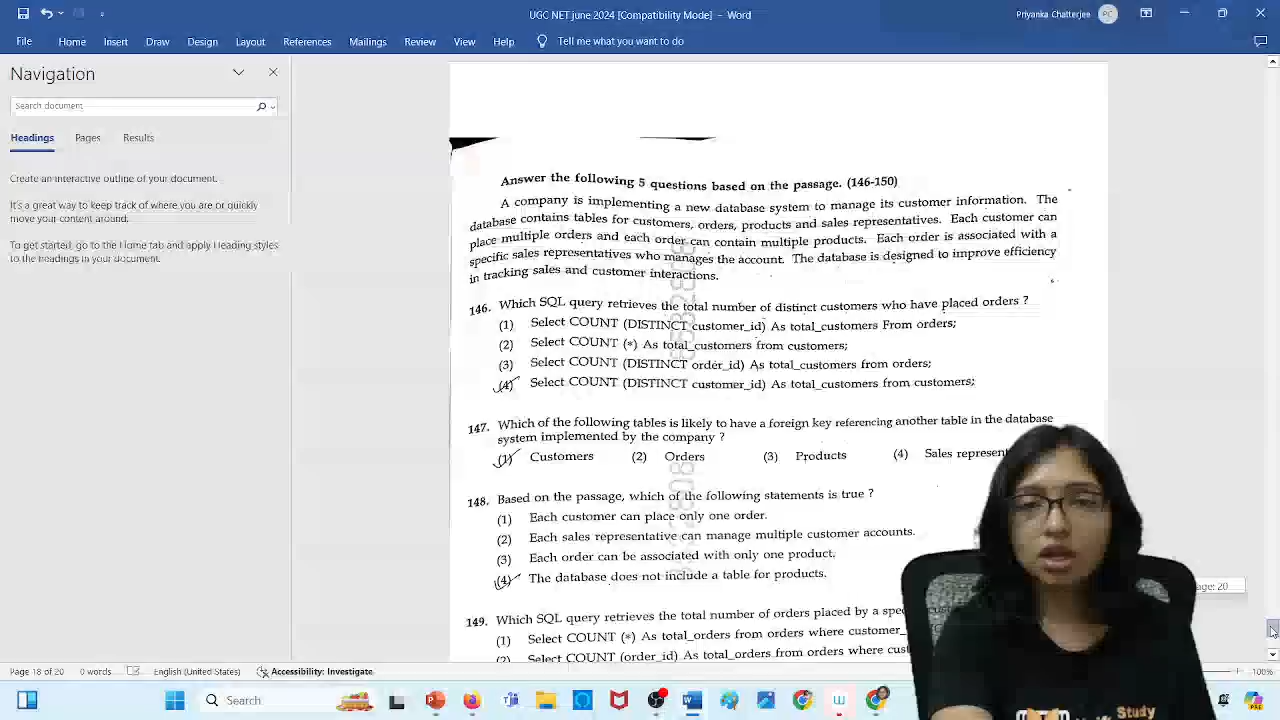 UGC NET june 2024 [Compatibility Mode] - Word
Priyanka Chatterjee PC
File Home Insert Draw Design Layout References Mailings Review View Help Tell me what you want to do
Navigation
Search document
Headings Pages Results
Create an interactive outline of your document.
It's a great way to keep track of where you are or quickly
move your content around.
To get started, go to the Home tab and apply Heading styles
to the headings in your document.
Answer the following 5 questions based on the passage. (146-150)
A company is implementing a new database system to manage its customer information. The
database contains tables for customers, orders, products and sales representatives. Each customer can
place multiple orders and each order can contain multiple products. Each order is associated with a
specific sales representatives who manages the account. The database is designed to improve efficiency
in tracking sales and customer interactions.
146. Which SQL query retrieves the total number of distinct customers who have placed orders ?
(1) Select COUNT (DISTINCT customer_id) As total_customers From orders;
(2) Select COUNT (*) As total_customers from customers;
(3) Select COUNT (DISTINCT order_id) As total_customers from orders;
(4) Select COUNT (DISTINCT customer_id) As total_customers from customers;
147. Which of the following tables is likely to have a foreign key referencing another table in the database
system implemented by the company ?
(1) Customers (2) Orders (3) Products (4) Sales represent
148. Based on the passage, which of the following statements is true ?
(1) Each customer can place only one order.
(2) Each sales representative can manage multiple customer accounts.
(3) Each order can be associated with only one product.
(4) The database does not include a table for products.
149. Which SQL query retrieves the total number of orders placed by a spec
(1) Select COUNT (*) As total_orders from orders where customer_
(2) Select COUNT (order_id) As total_orders from orders where cust
age: 20
Page 18 of 20 0 words English (United States) Accessibility: Investigate 100%
Search
Study